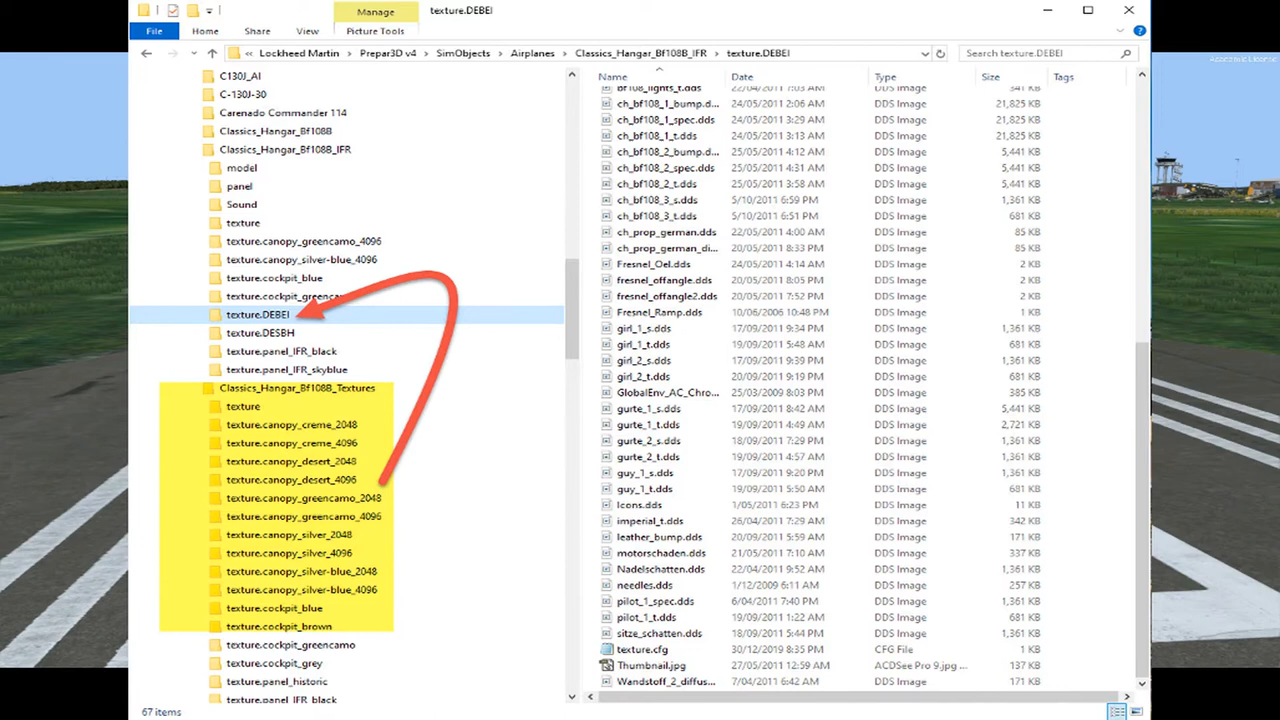 Manage
texture.DEBEI
File
Home
Share
View
Picture Tools
«
Lockheed Martin
Prepar3D v4
SimObjects
Airplanes
Classics_Hangar_Bf108B_IFR
texture.DEBEI
Search texture.DEBEI
Academic License
C130J_AI
C-130J-30
Carenado Commander 114
Classics_Hangar_Bf108B
Classics_Hangar_Bf108B_IFR
model
panel
Sound
texture
texture.canopy_greencamo_4096
texture.canopy_silver-blue_4096
texture.cockpit_blue
texture.DEBEI
texture.DESBH
texture.panel_IFR_black
texture.panel_IFR_skyblue
Classics_Hangar_Bf108B_Textures
texture
texture.canopy_creme_2048
texture.canopy_creme_4096
texture.canopy_desert_2048
texture.canopy_desert_4096
texture.canopy_greencamo_2048
texture.canopy_greencamo_4096
texture.canopy_silver_2048
texture.canopy_silver_4096
texture.canopy_silver-blue_2048
texture.canopy_silver-blue_4096
texture.cockpit_blue
texture.cockpit_brown
texture.cockpit_greencamo
texture.cockpit_grey
texture.panel_historic
texture.panel_IFR_black
Name Date Type Size Tags
bf108_lights_t.dds 22/04/2011 7:03 AM DDS Image 341 KB
ch_bf108_1_bump.d... 24/05/2011 2:06 AM DDS Image 21,825 KB
ch_bf108_1_spec.dds 24/05/2011 3:29 AM DDS Image 21,825 KB
ch_bf108_1_t.dds 24/05/2011 3:13 AM DDS Image 21,825 KB
ch_bf108_2_bump.d... 25/05/2011 4:12 AM DDS Image 5,441 KB
ch_bf108_2_spec.dds 25/05/2011 4:31 AM DDS Image 5,441 KB
ch_bf108_2_t.dds 25/05/2011 3:58 AM DDS Image 5,441 KB
ch_bf108_3_s.dds 5/10/2011 6:59 PM DDS Image 1,361 KB
ch_bf108_3_t.dds 5/10/2011 6:51 PM DDS Image 681 KB
ch_prop_german.dds 22/05/2011 4:00 AM DDS Image 85 KB
ch_prop_german_di... 20/05/2011 8:33 PM DDS Image 85 KB
Fresnel_Oel.dds 24/05/2011 4:14 AM DDS Image 2 KB
fresnel_offangle.dds 20/05/2011 8:05 PM DDS Image 2 KB
fresnel_offangle2.dds 20/05/2011 7:52 PM DDS Image 2 KB
Fresnel_Ramp.dds 10/06/2006 10:48 PM DDS Image 1 KB
girl_1_s.dds 17/09/2011 9:34 PM DDS Image 1,361 KB
girl_1_t.dds 19/09/2011 5:48 AM DDS Image 1,361 KB
girl_2_s.dds 17/09/2011 9:39 PM DDS Image 1,361 KB
girl_2_t.dds 20/09/2011 9:19 PM DDS Image 1,361 KB
GlobalEnv_AC_Chro... 25/03/2009 8:03 PM DDS Image 385 KB
gurte_1_s.dds 17/09/2011 8:42 AM DDS Image 5,441 KB
gurte_1_t.dds 19/09/2011 4:49 AM DDS Image 2,721 KB
gurte_2_s.dds 18/09/2011 7:29 PM DDS Image 1,361 KB
gurte_2_t.dds 19/09/2011 4:57 AM DDS Image 1,361 KB
guy_1_s.dds 17/09/2011 9:20 PM DDS Image 1,361 KB
guy_1_t.dds 19/09/2011 5:50 AM DDS Image 681 KB
Icons.dds 1/05/2011 6:23 PM DDS Image 11 KB
imperial_t.dds 26/04/2011 7:29 AM DDS Image 342 KB
leather_bump.dds 20/09/2011 5:59 PM DDS Image 171 KB
motorschaden.dds 21/05/2011 7:10 AM DDS Image 337 KB
Nadelschatten.dds 22/04/2011 9:52 AM DDS Image 1,361 KB
needles.dds 1/12/2009 6:11 AM DDS Image 257 KB
pilot_1_spec.dds 6/04/2011 7:40 PM DDS Image 1,361 KB
pilot_1_t.dds 19/09/2011 1:22 AM DDS Image 1,361 KB
sitze_schatten.dds 18/09/2011 5:44 PM DDS Image 1,361 KB
texture.cfg 30/12/2019 8:35 PM CFG File 1 KB
Thumbnail.jpg 27/05/2011 12:59 AM ACDSee Pro 9.jpg ... 137 KB
Wandstoff_2_diffus... 7/04/2011 6:42 AM DDS Image 171 KB
67 items